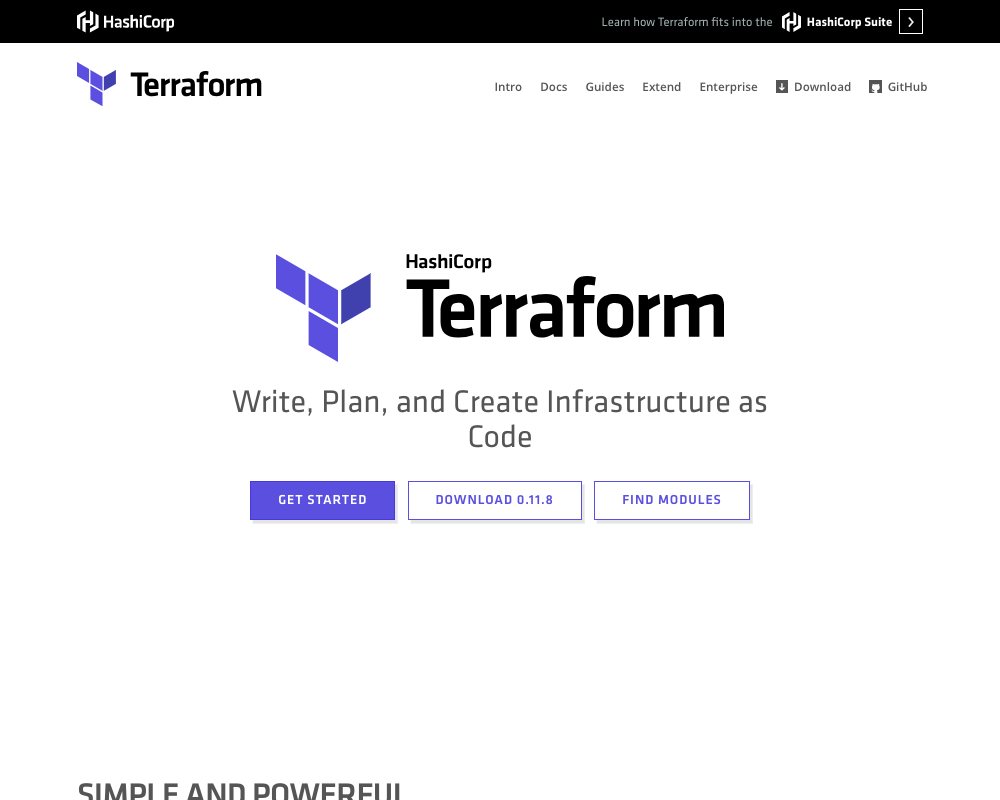 HashiCorp
Learn how Terraform fits into the HashiCorp Suite
Terraform
Intro Docs Guides Extend Enterprise Download GitHub
HashiCorp
Terraform
Write, Plan, and Create Infrastructure as
Code
GET STARTED DOWNLOAD 0.11.8 FIND MODULES
SIMPLE AND POWERFUL